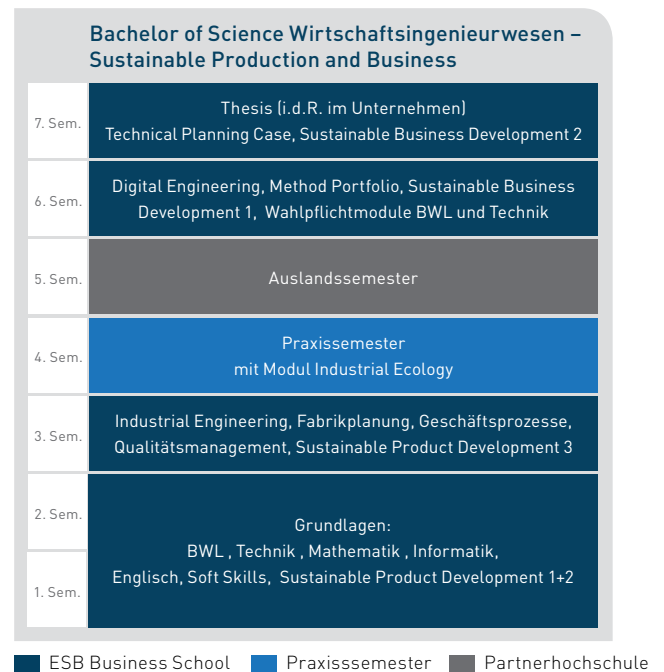 Bachelor of Science Wirtschaftsingenieurwesen –
Sustainable Production and Business
7. Sem.
Thesis (i.d.R. im Unternehmen)
Technical Planning Case, Sustainable Business Development 2
6. Sem.
Digital Engineering, Method Portfolio, Sustainable Business
Development 1, Wahlpflichtmodule BWL und Technik
5. Sem.
Auslandssemester
4. Sem.
Praxissemester
mit Modul Industrial Ecology
3. Sem.
Industrial Engineering, Fabrikplanung, Geschäftsprozesse,
Qualitätsmanagement, Sustainable Product Development 3
2. Sem.
1. Sem.
Grundlagen:
BWL , Technik , Mathematik , Informatik,
Englisch, Soft Skills, Sustainable Product Development 1+2
ESB Business School Praxisssemester Partnerhochschule